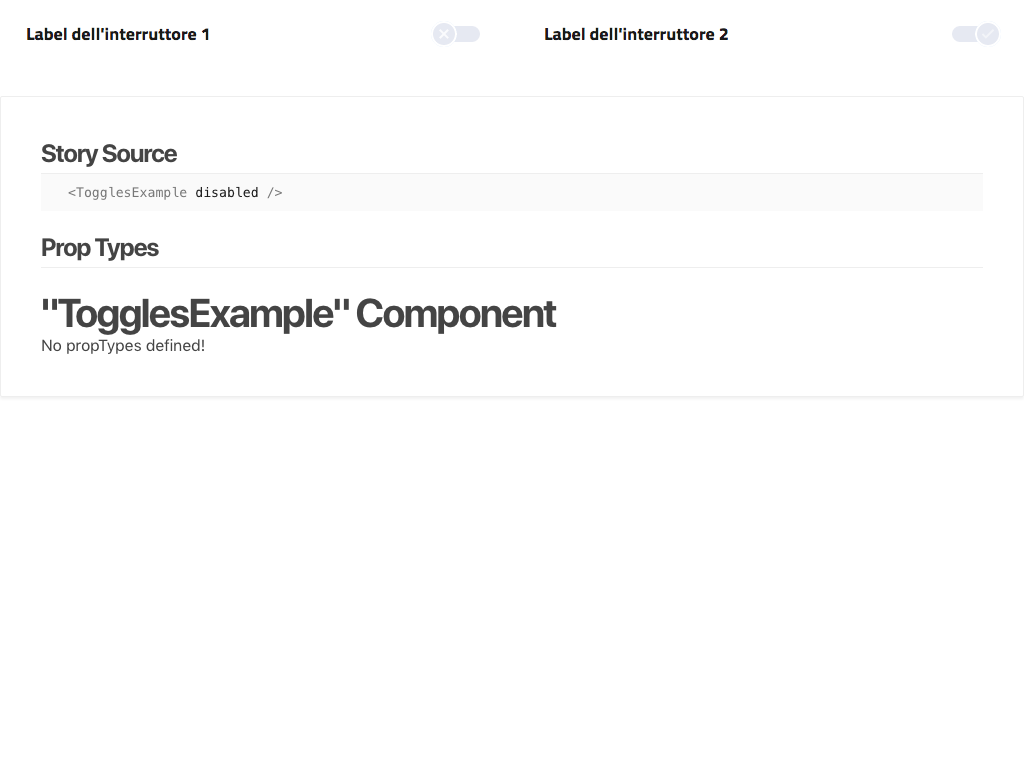 Label dell'interruttore 1
Label dell'interruttore 2
Story Source
<TogglesExample disabled />
Prop Types
"TogglesExample" Component
No propTypes defined!